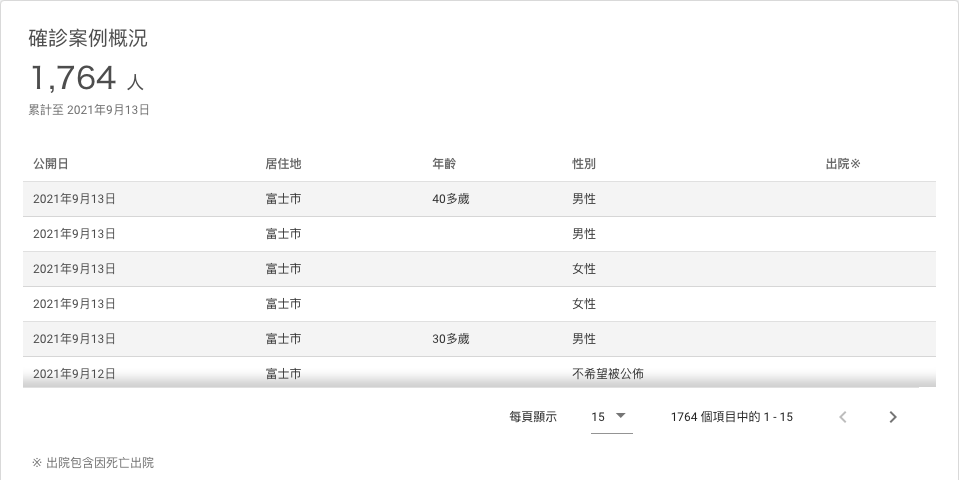 確診案例概況
1,764 人
累計至 2021年9月13日
公開日 居住地 年齡 性別 出院※
2021年9月13日 富士市 40多歲 男性
2021年9月13日 富士市 男性
2021年9月13日 富士市 女性
2021年9月13日 富士市 女性
2021年9月13日 富士市 30多歲 男性
2021年9月12日 富士市 不希望被公佈
每頁顯示 15 1764 個項目中的 1 - 15
※ 出院包含因死亡出院